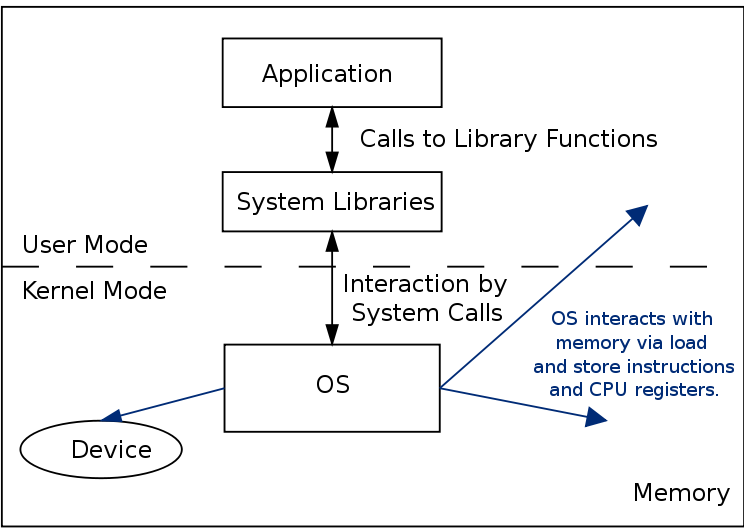 Application
Calls to Library Functions
System Libraries
User Mode
Kernel Mode
Interaction by
System Calls
OS interacts with
memory via load
and store instructions
and CPU registers.
OS
Device
Memory